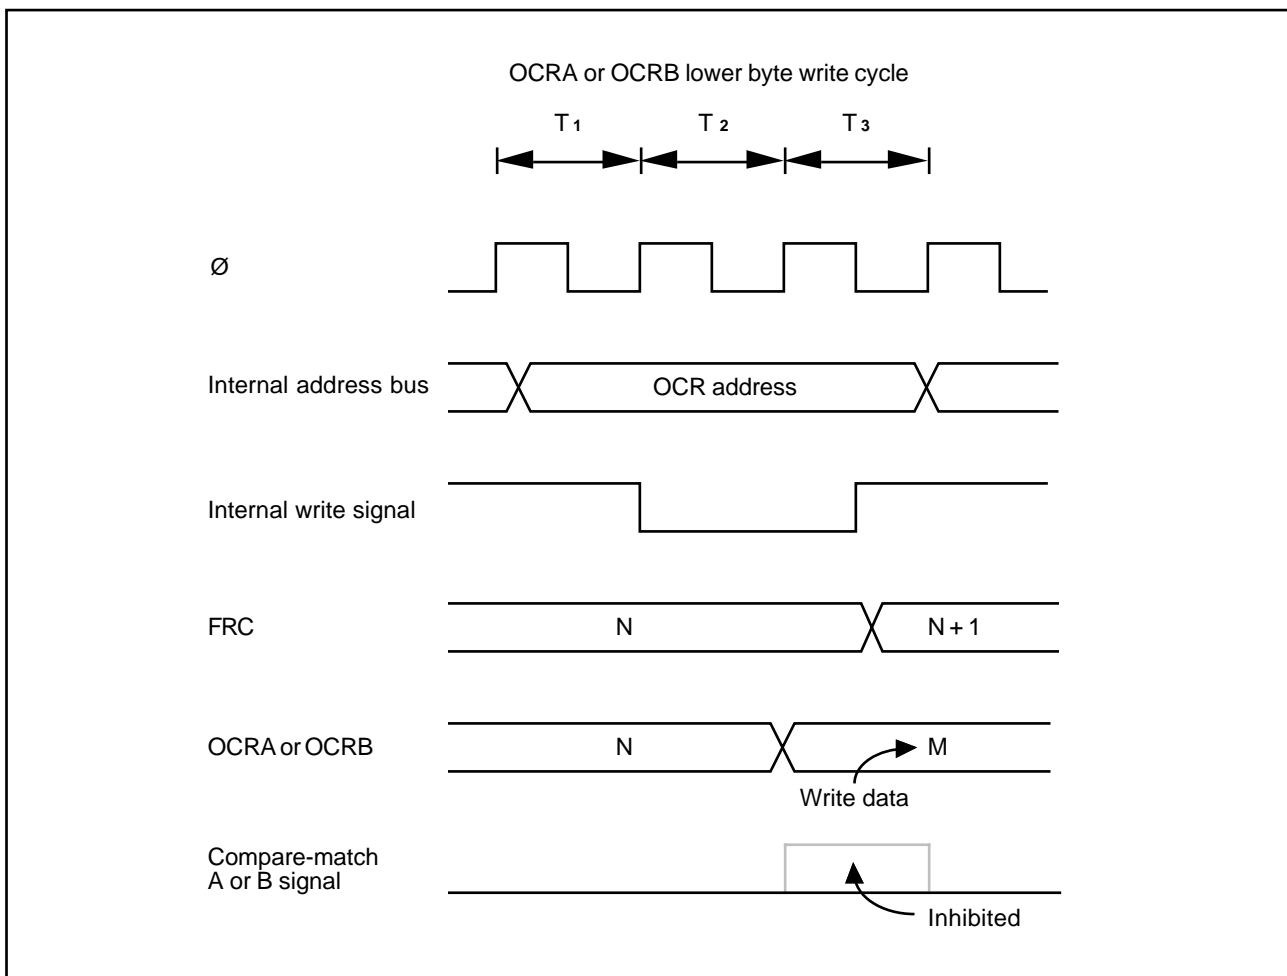 OCRA or OCRB lower byte write cycle
T1 T2 T3
Ø
Internal address bus OCR address
Internal write signal
FRC N N + 1
OCRA or OCRB N M
Write data
Compare-match
A or B signal
Inhibited